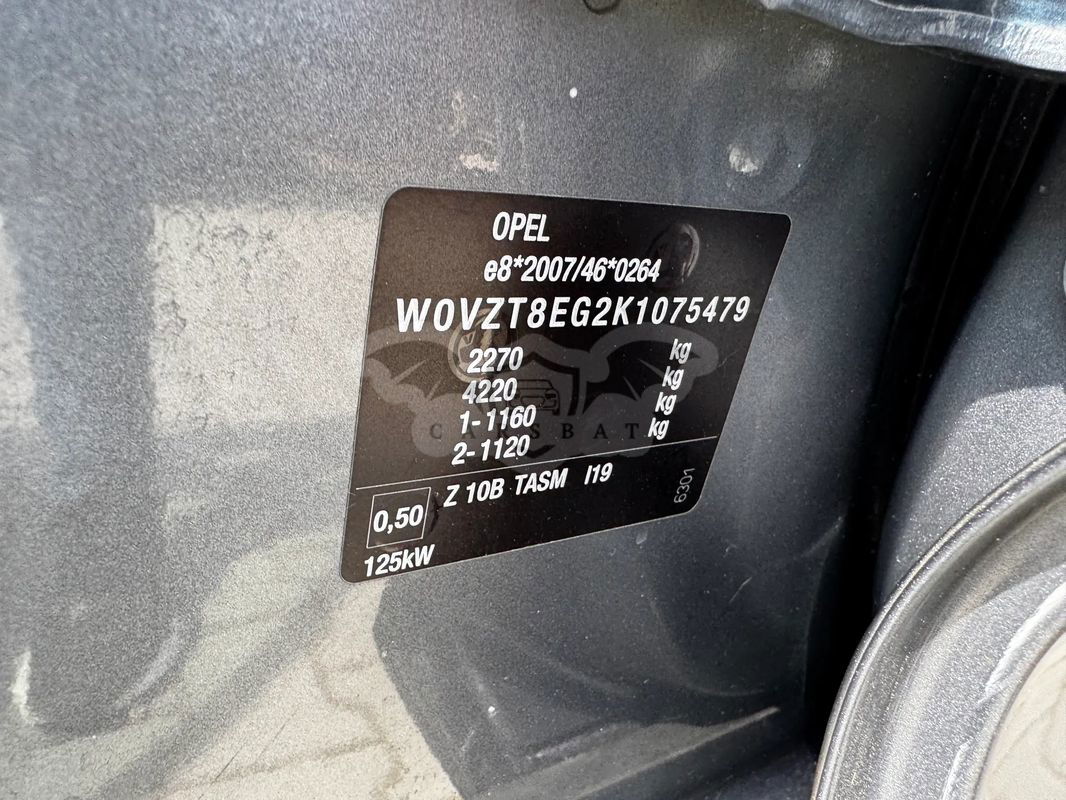 OPEL
e8*2007/46*0264
W0VZT8EG2K1075479
2270 kg
4220 kg
1-1160 kg
2-1120 kg
CARSBAT
Z 10B TASM I19
6301
0,50
125kW